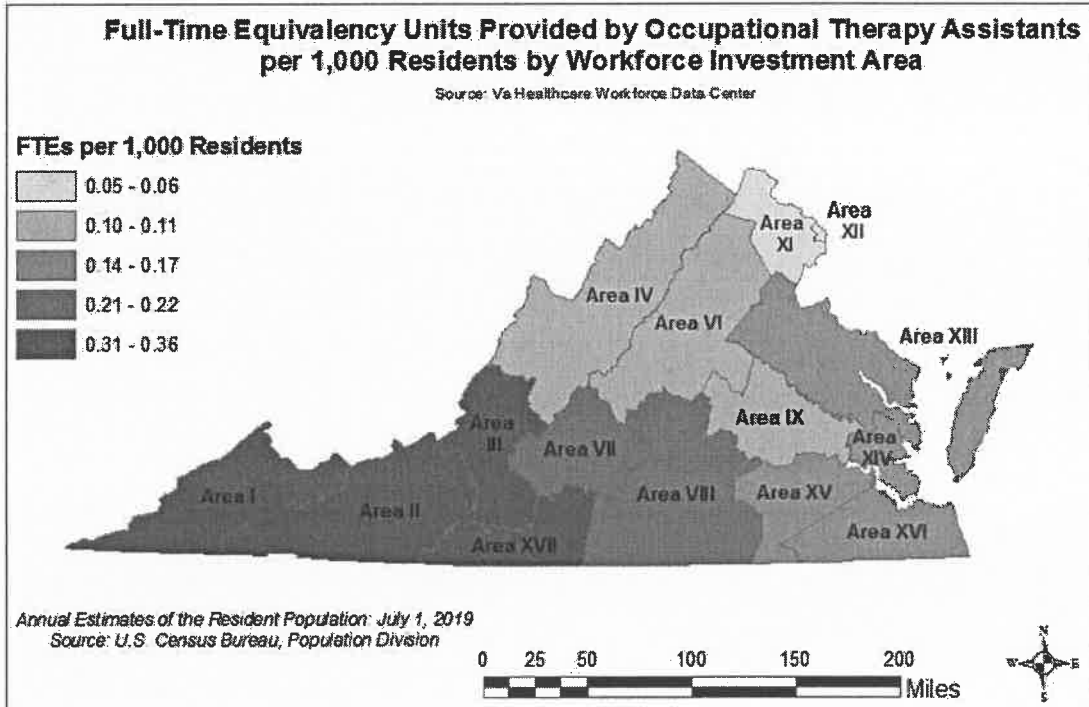 Full-Time Equivalency Units Provided by Occupational Therapy Assistants
per 1,000 Residents by Workforce Investment Area
Source: Va Healthcare Workforce Data Center
FTEs per 1,000 Residents
0.05 - 0.06
0.10 - 0.11
0.14 - 0.17
0.21 - 0.22
0.31 - 0.36
Area
XII
Area
XI
Area IV
Area VI
Area XIII
Area IX
Area
III
Area VII
Area
XIV
Area I
Area II
Area VIII
Area XV
Area XVII
Area XVI
Annual Estimates of the Resident Population: July 1, 2019
Source: U.S. Census Bureau, Population Division
0 25 50 100 150 200
Miles
N
W E
S